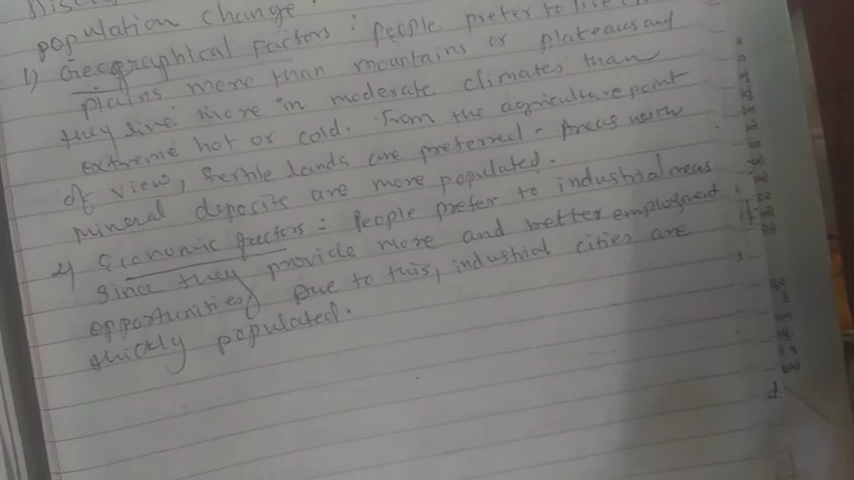 population change.
1) Geographical Factors : People prefer to live
plains more than mountains or plateaus and
they live more in moderate climates than
extreme hot or cold. From the agriculture point
of view, fertile lands are preferred. Areas with
mineral deposite are more populated.
2) Economic factors : People prefer to industrial areas
since they provide more and better employment
opportunities. Due to this, industrial cities are
thickly populated.